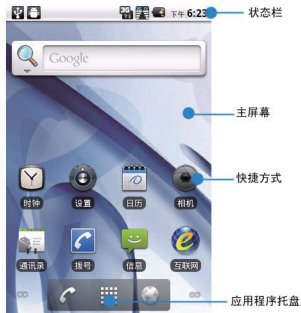 下午 6:23
状态栏
Google
主屏幕
快捷方式
时钟 设置 日历 相机
通讯录 拨号 信息 互联网
应用程序托盘